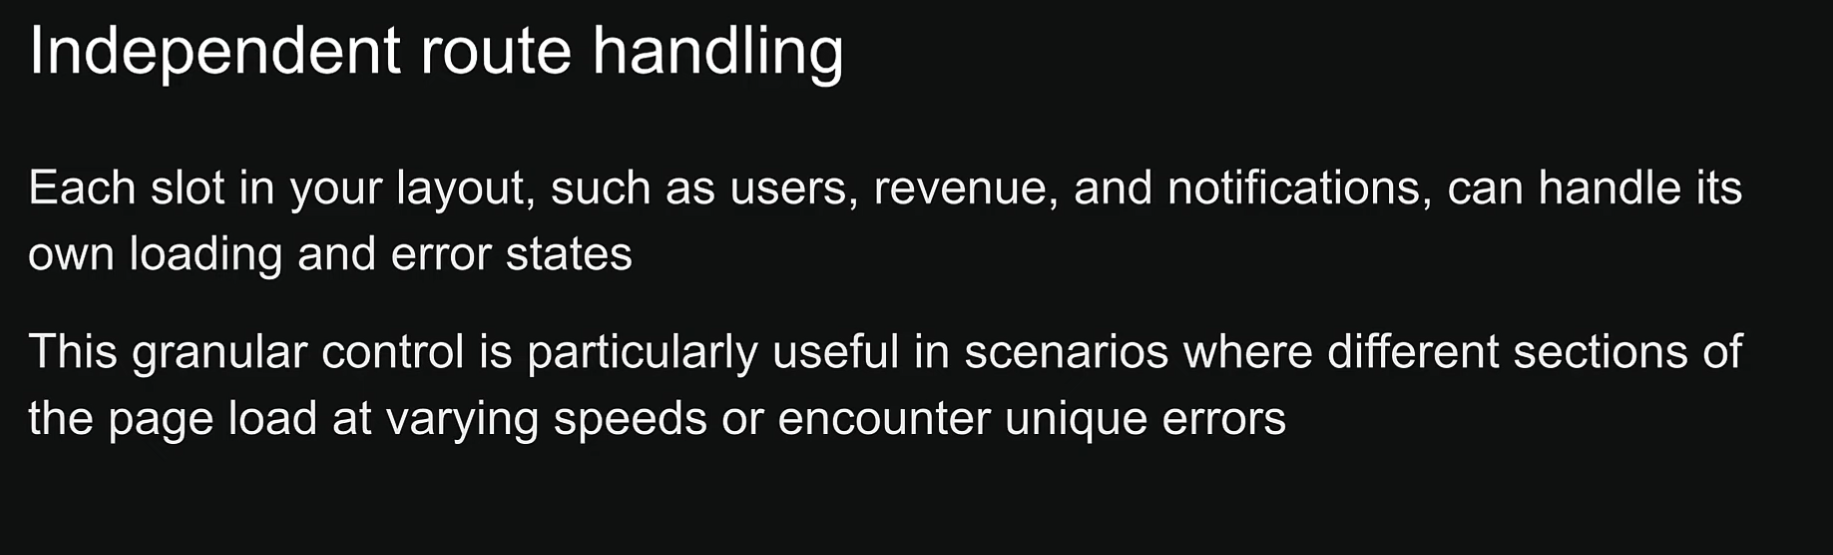 Independent route handling
Each slot in your layout, such as users, revenue, and notifications, can handle its
own loading and error states
This granular control is particularly useful in scenarios where different sections of
the page load at varying speeds or encounter unique errors